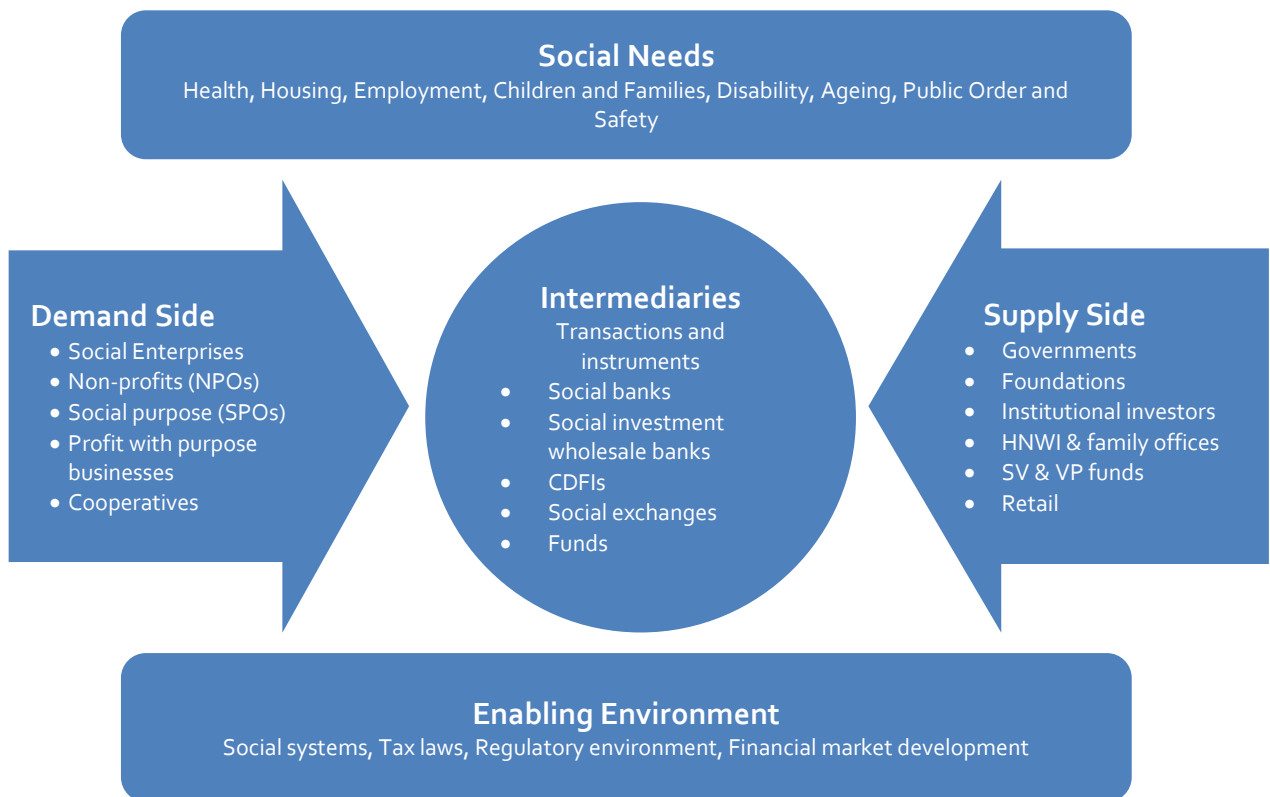 Social Needs
Health, Housing, Employment, Children and Families, Disability, Ageing, Public Order and
Safety
Demand Side
• Social Enterprises
• Non-profits (NPOs)
• Social purpose (SPOs)
• Profit with purpose
businesses
• Cooperatives
Intermediaries
Transactions and
instruments
• Social banks
• Social investment
wholesale banks
• CDFIs
• Social exchanges
• Funds
Supply Side
• Governments
• Foundations
• Institutional investors
• HNWI & family offices
• SV & VP funds
• Retail
Enabling Environment
Social systems, Tax laws, Regulatory environment, Financial market development